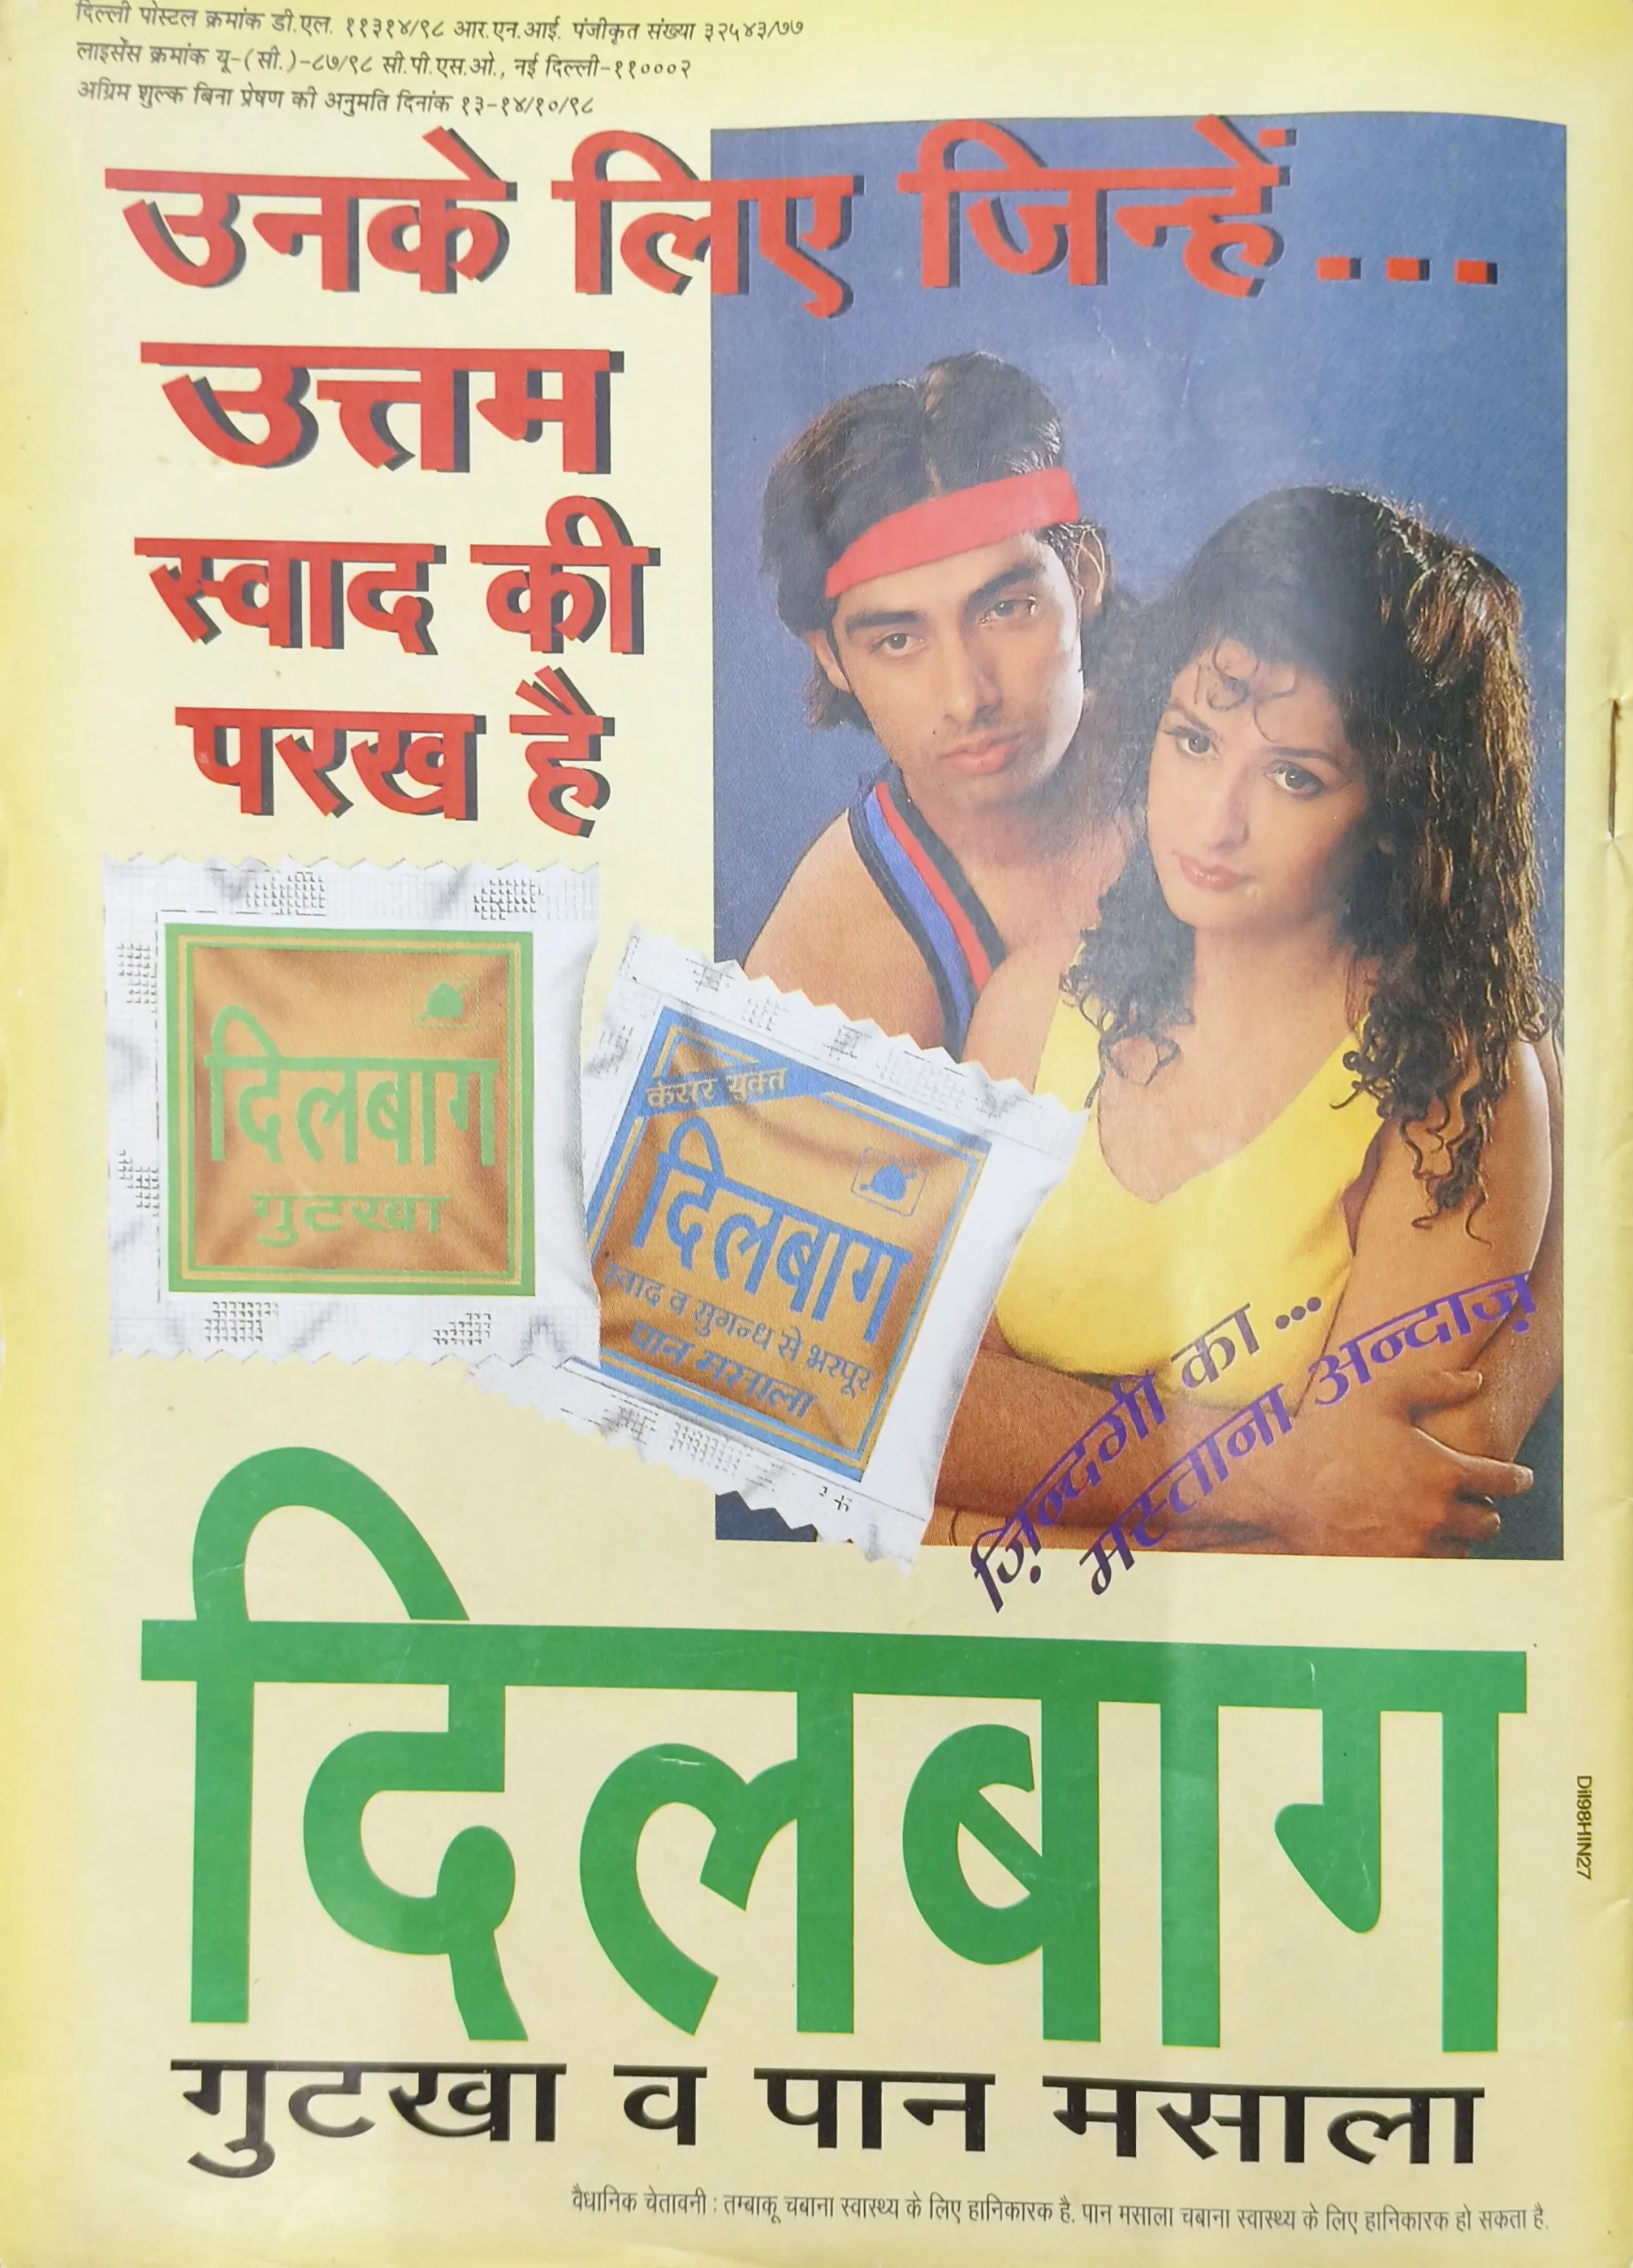 दिल्ली पोस्टल क्रमांक डी.एल. ११३१४/९८ आर.एन.आई. पंजीकृत संख्या ३२५४३/७७
लाइसेंस क्रमांक यू-(सी.)-८७/९८ सी.पी.एस.ओ., नई दिल्ली-११०००२
अग्रिम शुल्क बिना प्रेषण की अनुमति दिनांक १३-१४/१०/९८
उनके लिए जिन्हें...
उत्तम
स्वाद की
परख है
दिलबाग
गुटखा
केसर युक्त
दिलबाग
स्वाद व सुगन्ध से भरपूर
पान मसाला
ज़िन्दगी का...
मस्ताना अन्दाज़
दिलबाग
गुटखा व पान मसाला
Dil98HIN27
वैधानिक चेतावनी : तम्बाकू चबाना स्वास्थ्य के लिए हानिकारक है. पान मसाला चबाना स्वास्थ्य के लिए हानिकारक हो सकता है.